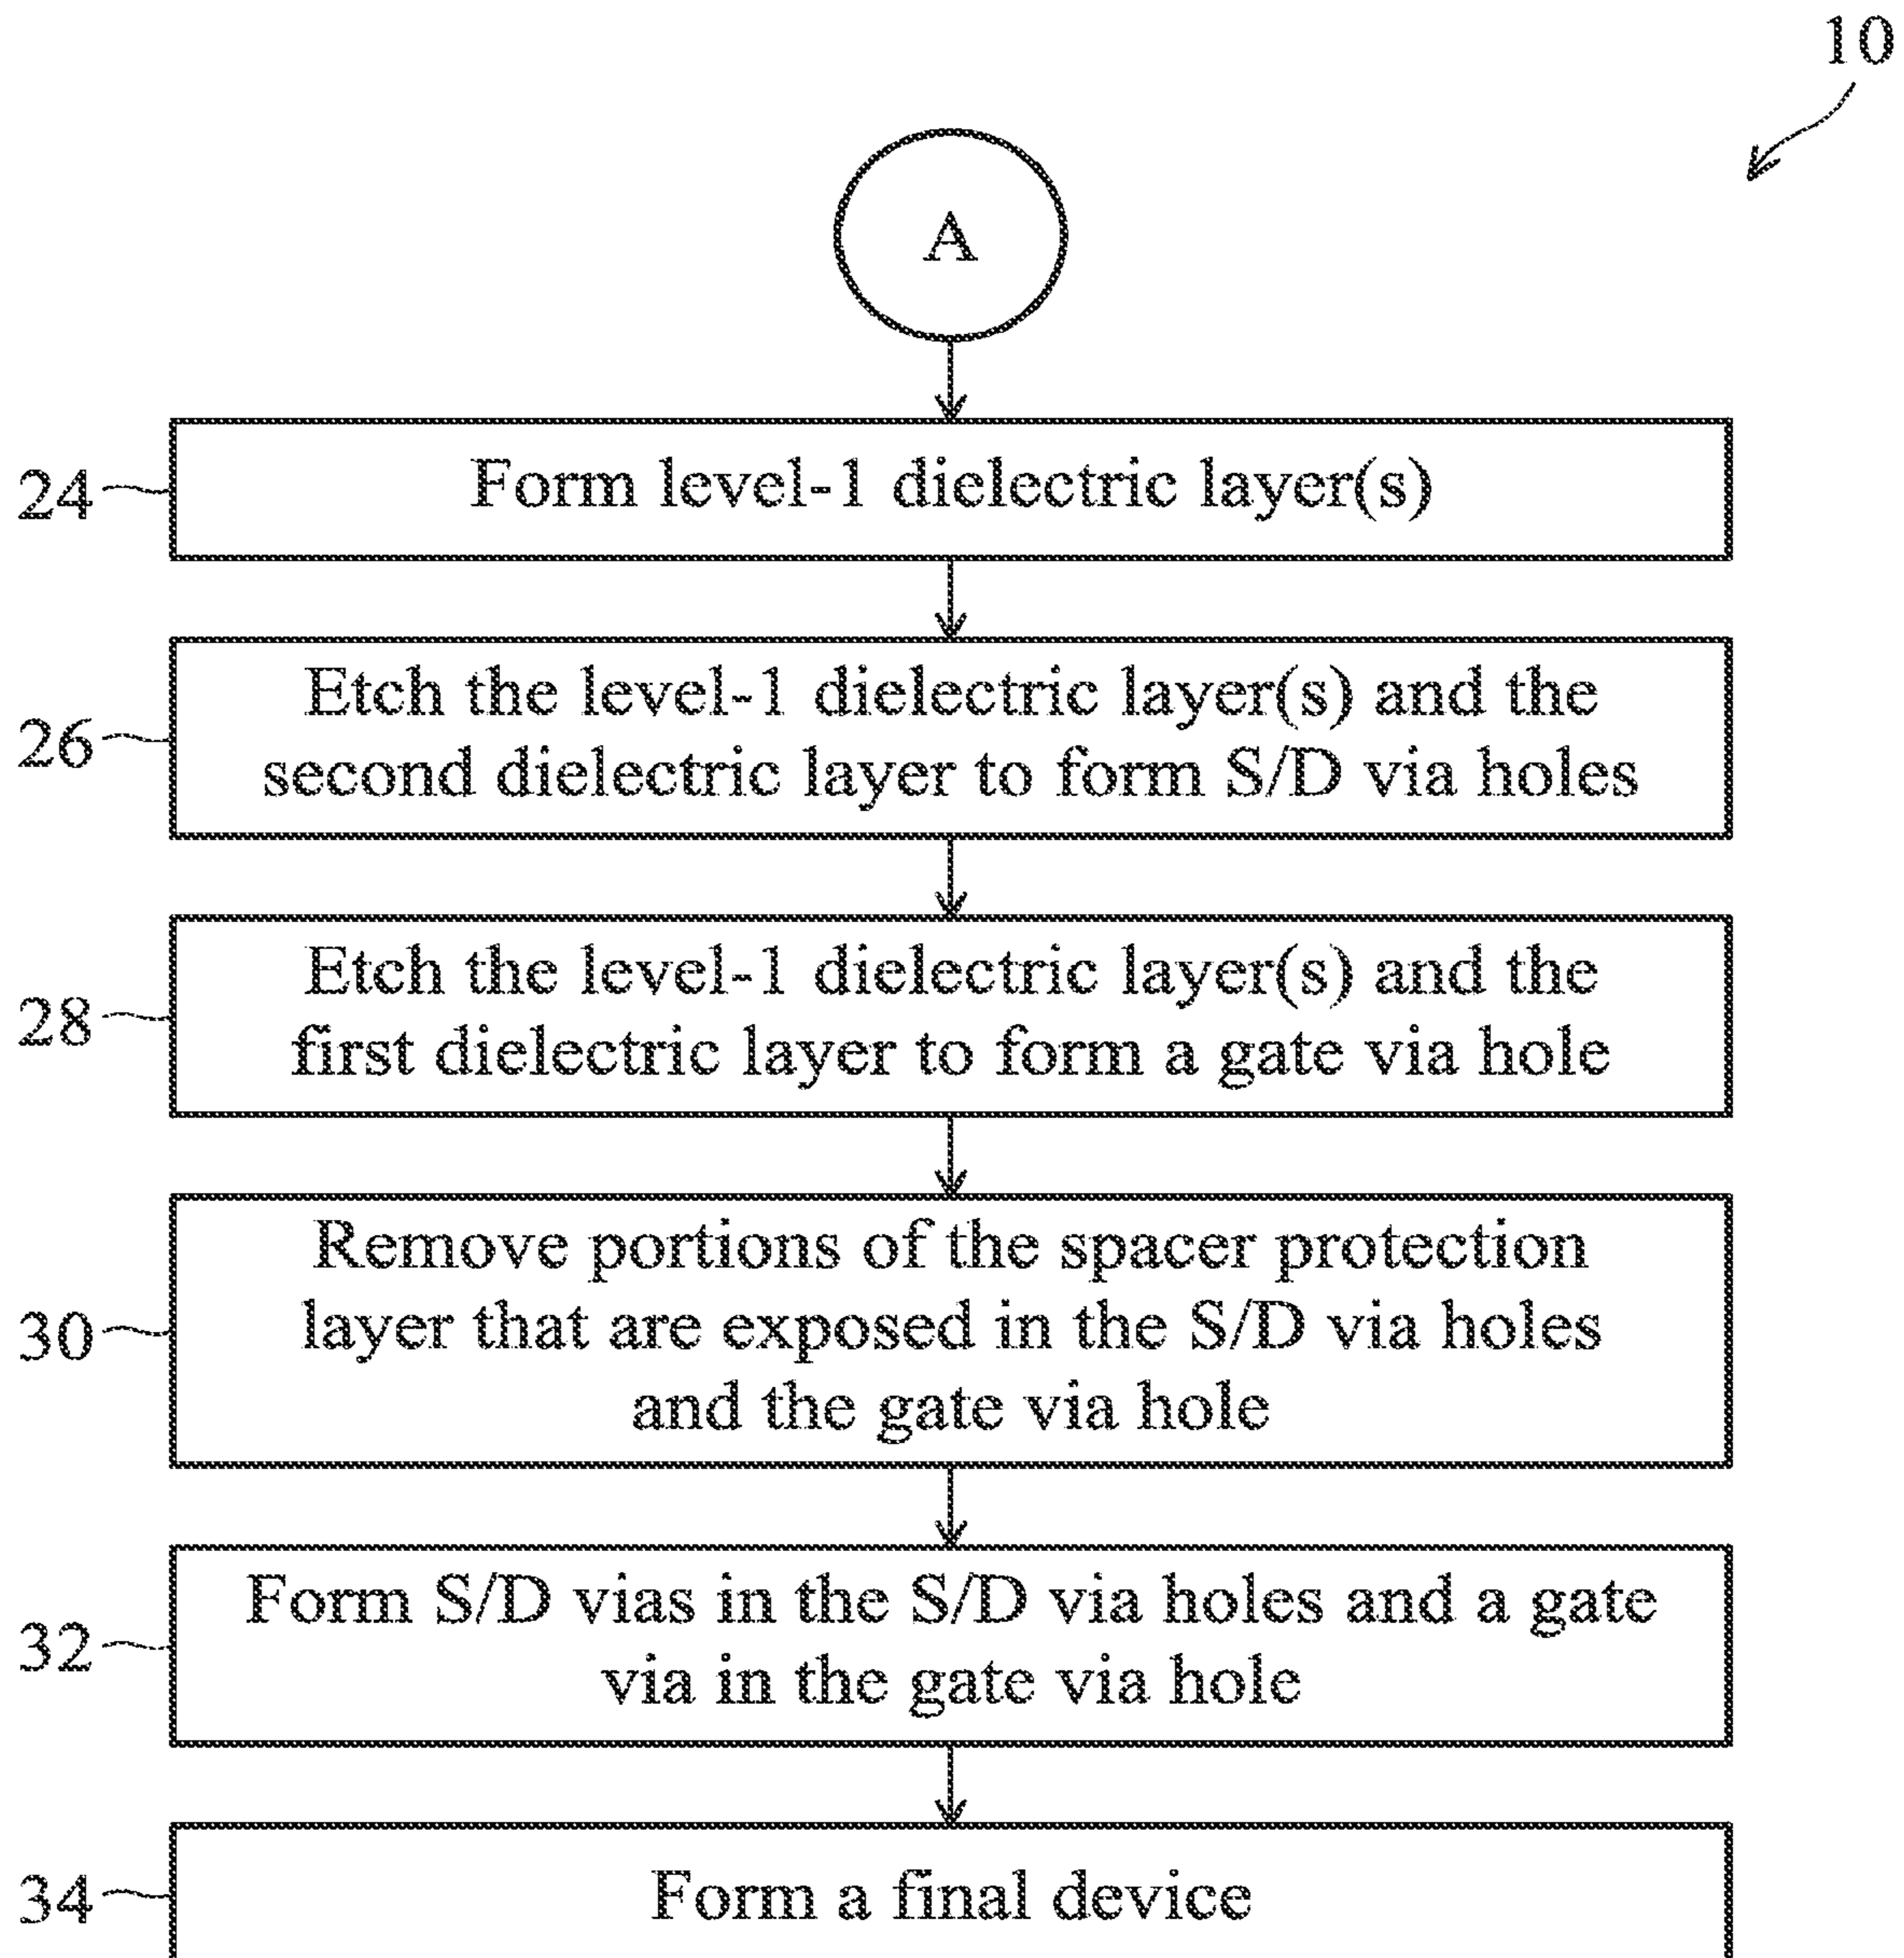 10
A
24
Form level-1 dielectric layer(s)
26
Etch the level-1 dielectric layer(s) and the
second dielectric layer to form S/D via holes
28
Etch the level-1 dielectric layer(s) and the
first dielectric layer to form a gate via hole
30
Remove portions of the spacer protection
layer that are exposed in the S/D via holes
and the gate via hole
32
Form S/D vias in the S/D via holes and a gate
via in the gate via hole
34
Form a final device